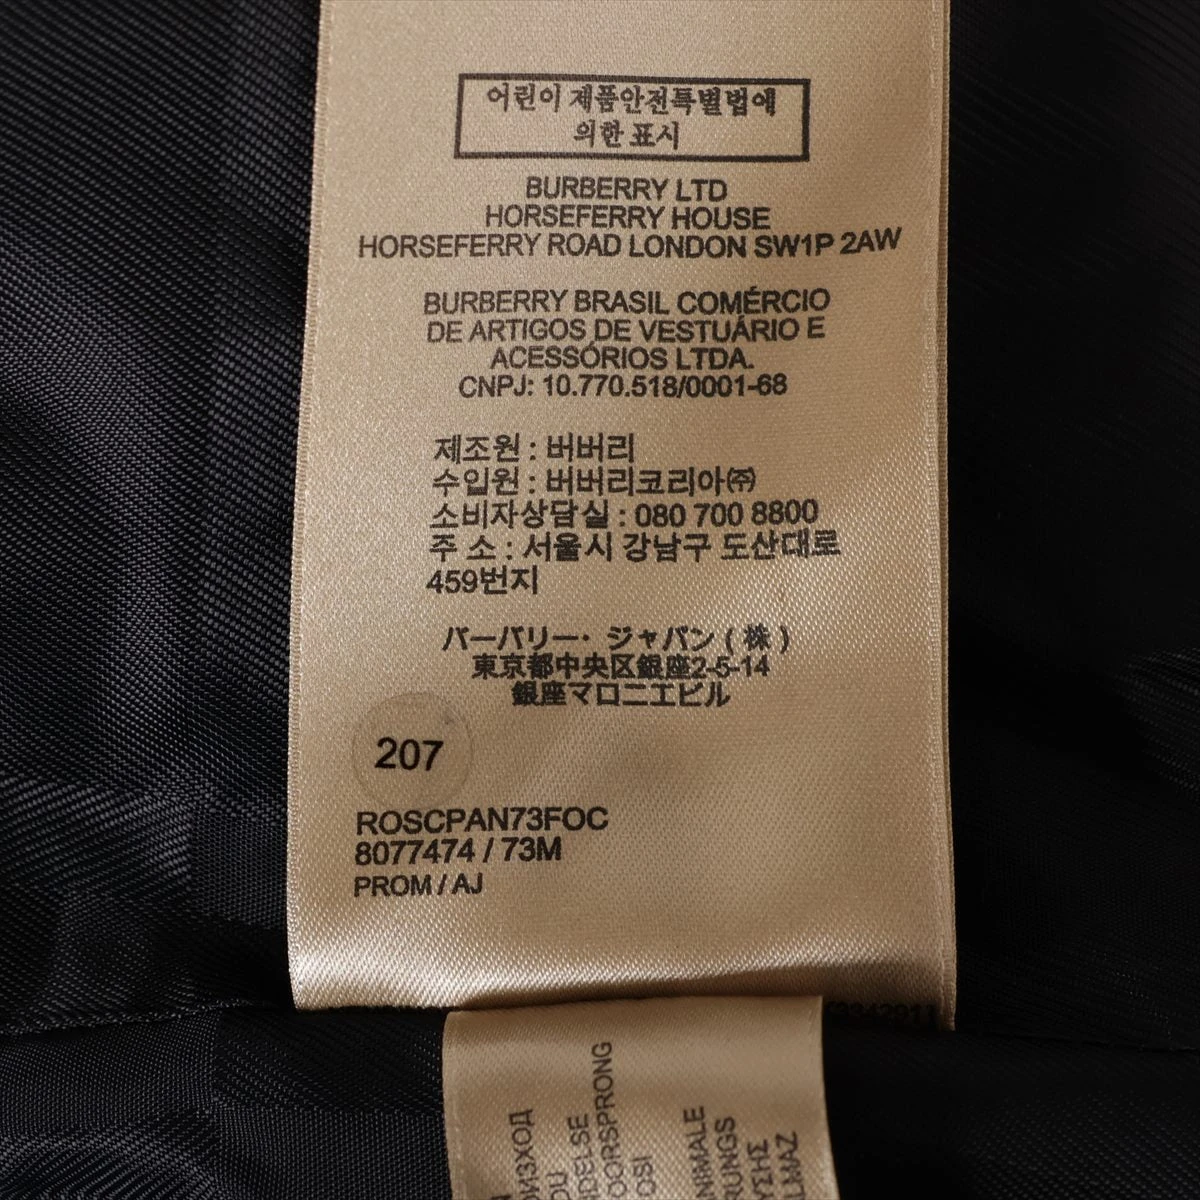 어린이 제품안전특별법에
의한 표시
BURBERRY LTD
HORSEFERRY HOUSE
HORSEFERRY ROAD LONDON SW1P 2AW
BURBERRY BRASIL COMÉRCIO
DE ARTIGOS DE VESTUÁRIO E
ACESSÓRIOS LTDA.
CNPJ: 10.770.518/0001-68
제조원 : 버버리
수입원 : 버버리코리아㈜
소비자상담실 : 080 700 8800
주 소 : 서울시 강남구 도산대로
459번지
バーバリー・ジャパン ( 株 )
東京都中央区銀座2-5-14
銀座マロニエビル
207
ROSCPAN73FOC
8077474 / 73M
PROM / AJ